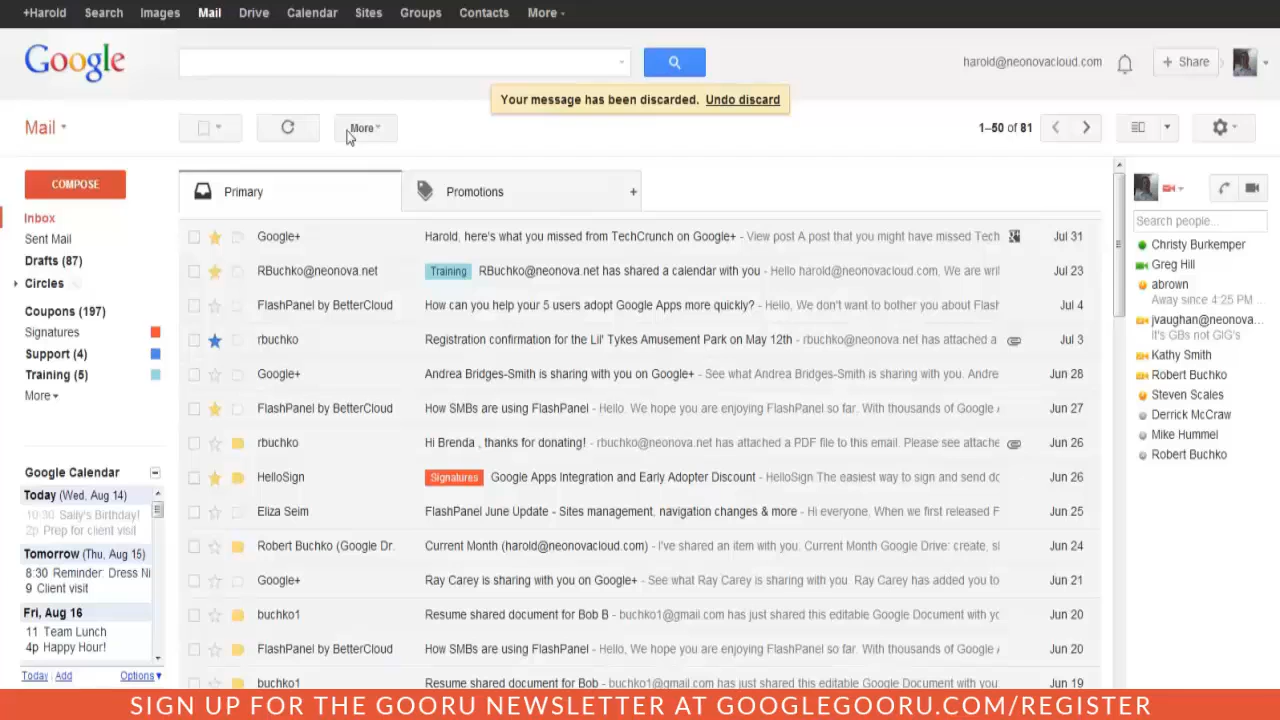 +Harold Search Images Mail Drive Calendar Sites Groups Contacts More
Google
harold@neonovacloud.com
+ Share
Your message has been discarded. Undo discard
Mail
More
1–50 of 81
COMPOSE
Inbox
Sent Mail
Drafts (87)
Circles
Coupons (197)
Signatures
Support (4)
Training (5)
More
Google Calendar
Today (Wed, Aug 14)
10:30 Sally's Birthday!
2p Prep for client visit
Tomorrow (Thu, Aug 15)
8:30 Reminder: Dress Ni
9 Client visit
Fri, Aug 16
11 Team Lunch
4p Happy Hour!
Today Add Options
Primary
Promotions +
Google+ Harold, here's what you missed from TechCrunch on Google+ - View post A post that you might have missed Tech Jul 31
RBuchko@neonova.net Training RBuchko@neonova.net has shared a calendar with you - Hello harold@neonovacloud.com, We are writ Jul 23
FlashPanel by BetterCloud How can you help your 5 users adopt Google Apps more quickly? - Hello, We don't want to bother you about Flash Jul 4
rbuchko Registration confirmation for the Lil' Tykes Amusement Park on May 12th - rbuchko@neonova.net has attached a Jul 3
Google+ Andrea Bridges-Smith is sharing with you on Google+ - See what Andrea Bridges-Smith is sharing with you. Andre Jun 28
FlashPanel by BetterCloud How SMBs are using FlashPanel - Hello. We hope you are enjoying FlashPanel so far. With thousands of Google Jun 27
rbuchko Hi Brenda , thanks for donating! - rbuchko@neonova.net has attached a PDF file to this email. Please see attache Jun 26
HelloSign Signatures Google Apps Integration and Early Adopter Discount - HelloSign The easiest way to sign and send do Jun 26
Eliza Seim FlashPanel June Update - Sites management, navigation changes & more - Hi everyone, When we first released F Jun 25
Robert Buchko (Google Dr. Current Month (harold@neonovacloud.com) - I've shared an item with you. Current Month Google Drive: create, sl Jun 24
Google+ Ray Carey is sharing with you on Google+ - See what Ray Carey is sharing with you. Ray Carey has added you to Jun 21
buchko1 Resume shared document for Bob B - buchko1@gmail.com has just shared this editable Google Document with yo Jun 20
FlashPanel by BetterCloud How SMBs are using FlashPanel - Hello, We hope you are enjoying FlashPanel so far. With thousands of Google Jun 20
buchko1 Resume shared document for Bob - buchko1@gmail.com has just shared this editable Google Document with you Jun 19
Search people...
Christy Burkemper
Greg Hill
abrown
Away since 4:25 PM ...
jvaughan@neonova...
It's GBs not GIG's
Kathy Smith
Robert Buchko
Steven Scales
Derrick McCraw
Mike Hummel
Robert Buchko
SIGN UP FOR THE GOORU NEWSLETTER AT GOOGLEGOORU.COM/REGISTER